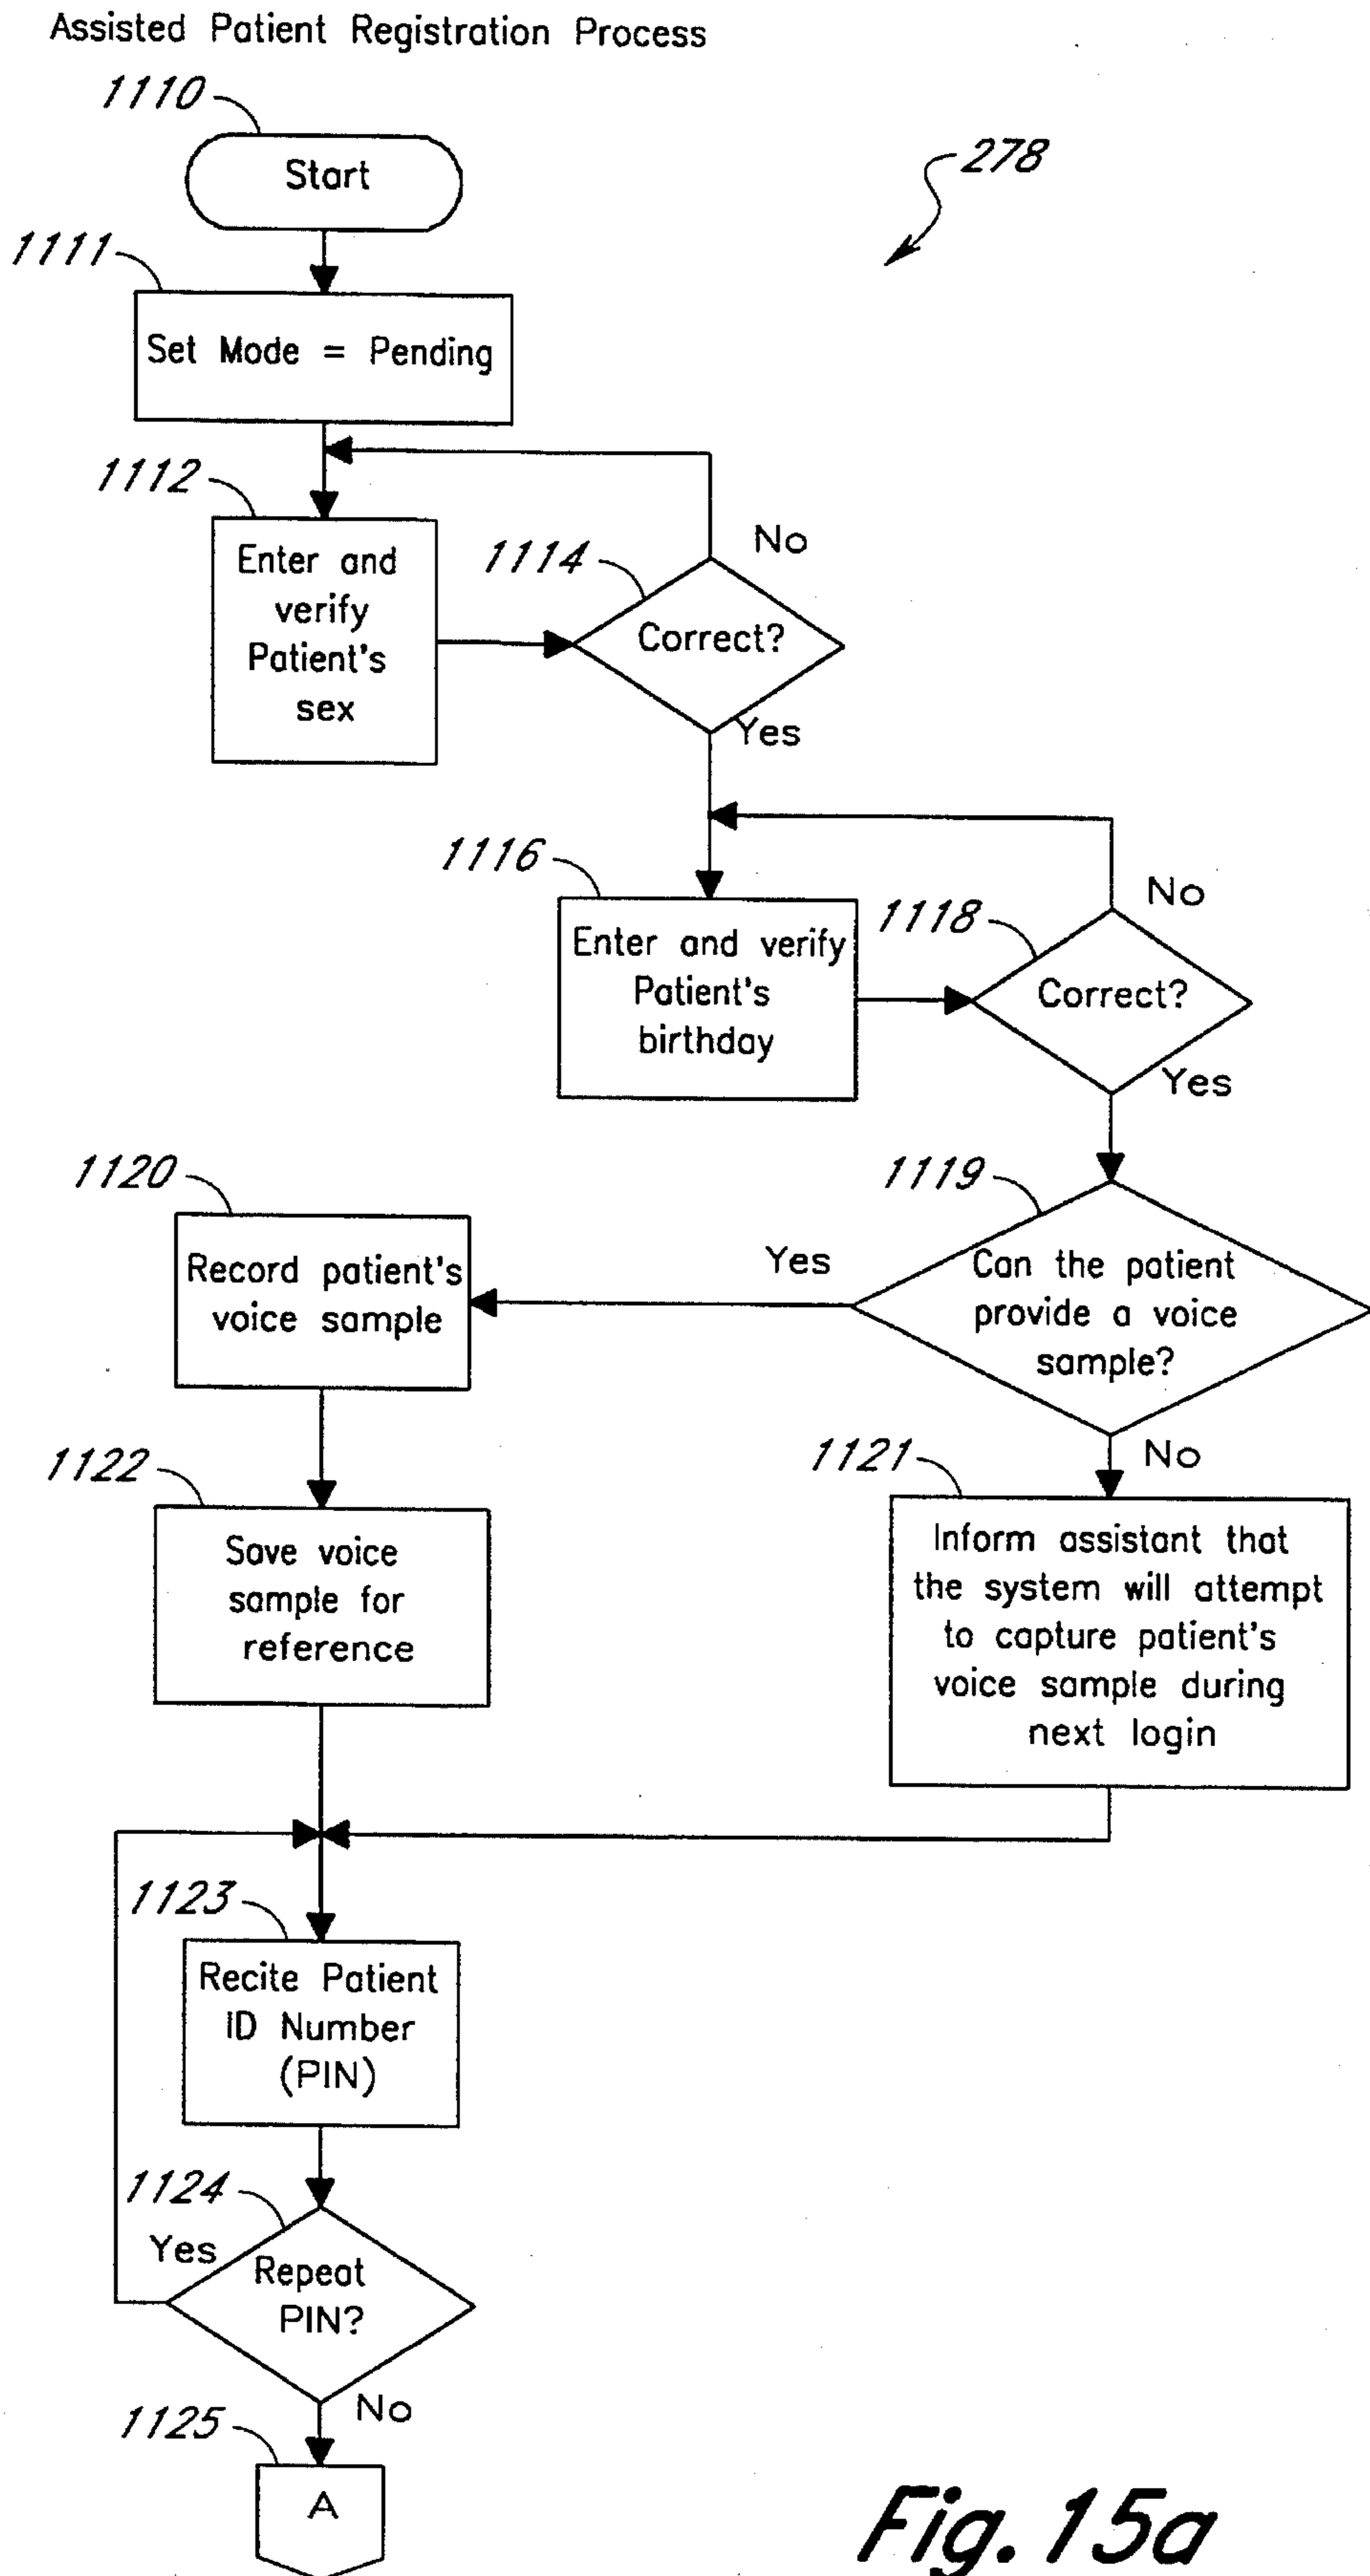 Assisted Patient Registration Process
1110
Start
278
1111
Set Mode = Pending
1112
Enter and
verify
Patient's
sex
1114
Correct?
No
Yes
1116
Enter and verify
Patient's
birthday
1118
Correct?
No
Yes
1119
Can the patient
provide a voice
sample?
Yes
No
1120
Record patient's
voice sample
1122
Save voice
sample for
reference
1121
Inform assistant that
the system will attempt
to capture patient's
voice sample during
next login
1123
Recite Patient
ID Number
(PIN)
1124
Repeat
PIN?
Yes
No
1125
A
Fig. 15a